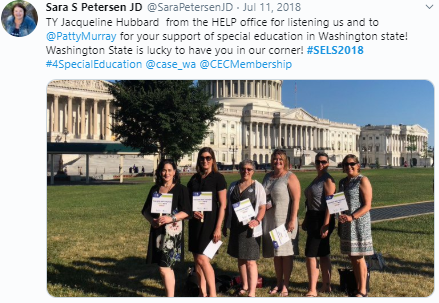 Sara S Petersen JD @SaraPetersenJD · Jul 11, 2018
TY Jacqueline Hubbard  from the HELP office for listening us and to
@PattyMurray for your support of special education in Washington state!
Washington State is lucky to have you in our corner! #SELS2018
#4SpecialEducation @case_wa @CECMembership